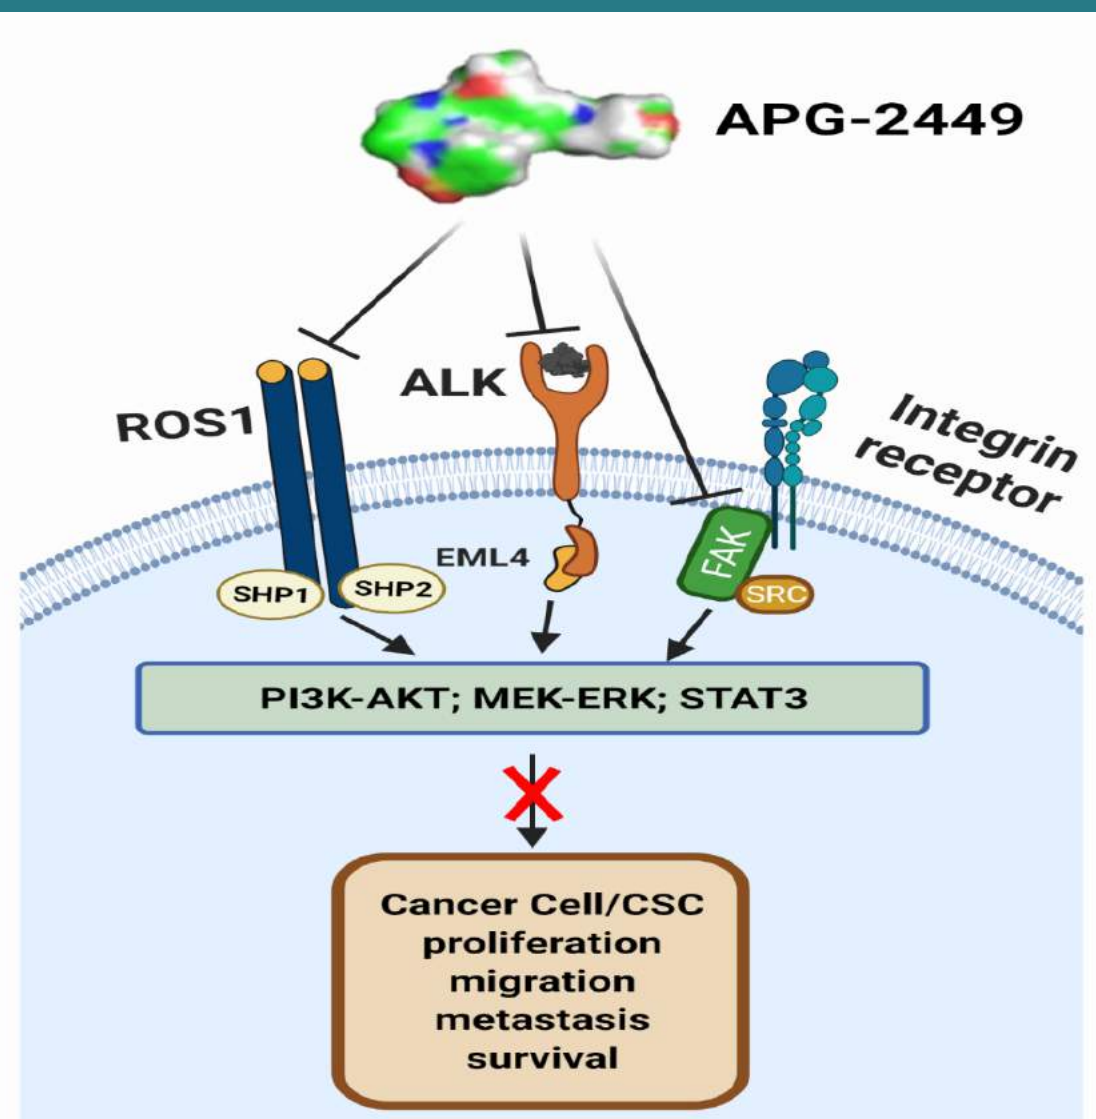 APG-2449
ROS1
ALK
Integrin
receptor
EML4
FAK
SHP1
SHP2
SRC
PI3K-AKT; MEK-ERK; STAT3
Cancer Cell/CSC
proliferation
migration
metastasis
survival